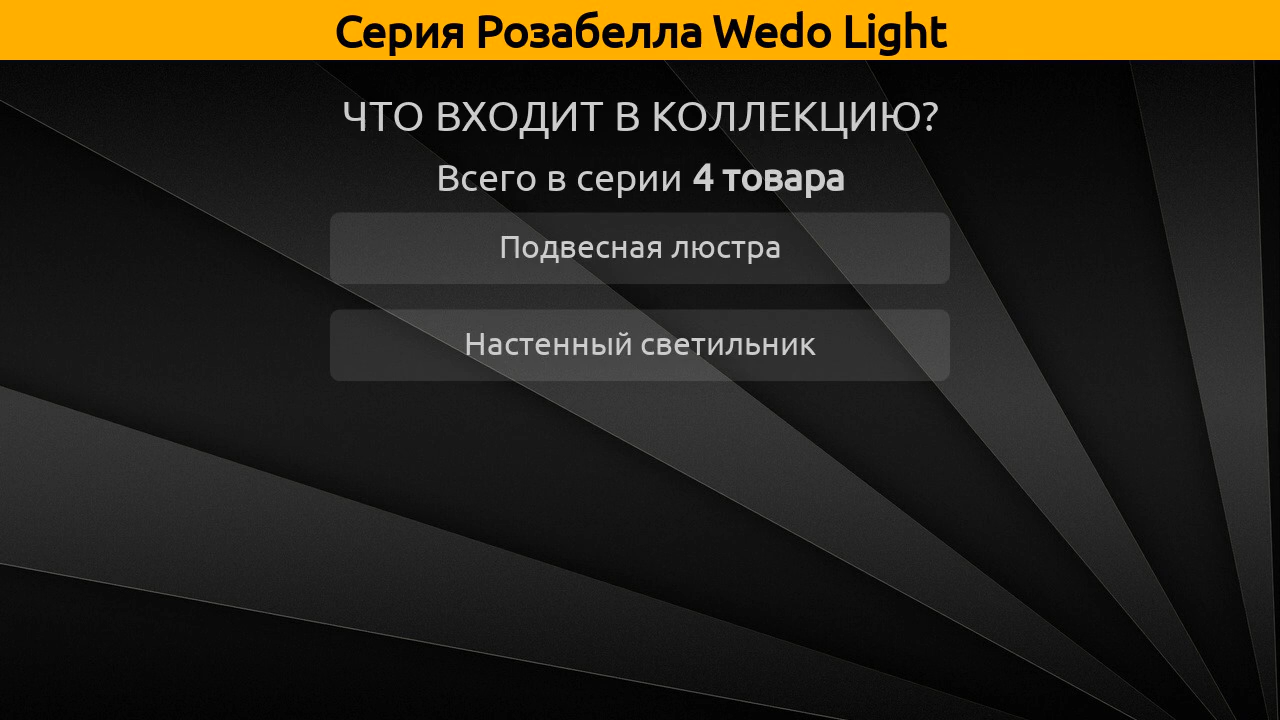 Серия Розабелла Wedo Light
ЧТО ВХОДИТ В КОЛЛЕКЦИЮ?
Всего в серии 4 товара
Подвесная люстра
Настенный светильник